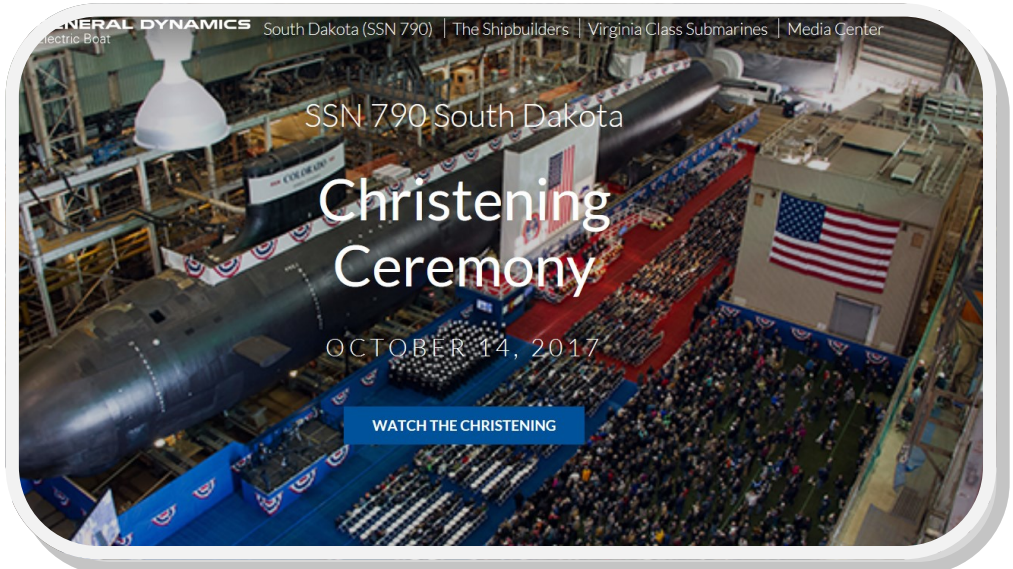 GENERAL DYNAMICS
Electric Boat
South Dakota (SSN 790) | The Shipbuilders | Virginia Class Submarines | Media Center
SSN 790 South Dakota
COLORADO
Christening
Ceremony
OCTOBER 14, 2017
WATCH THE CHRISTENING